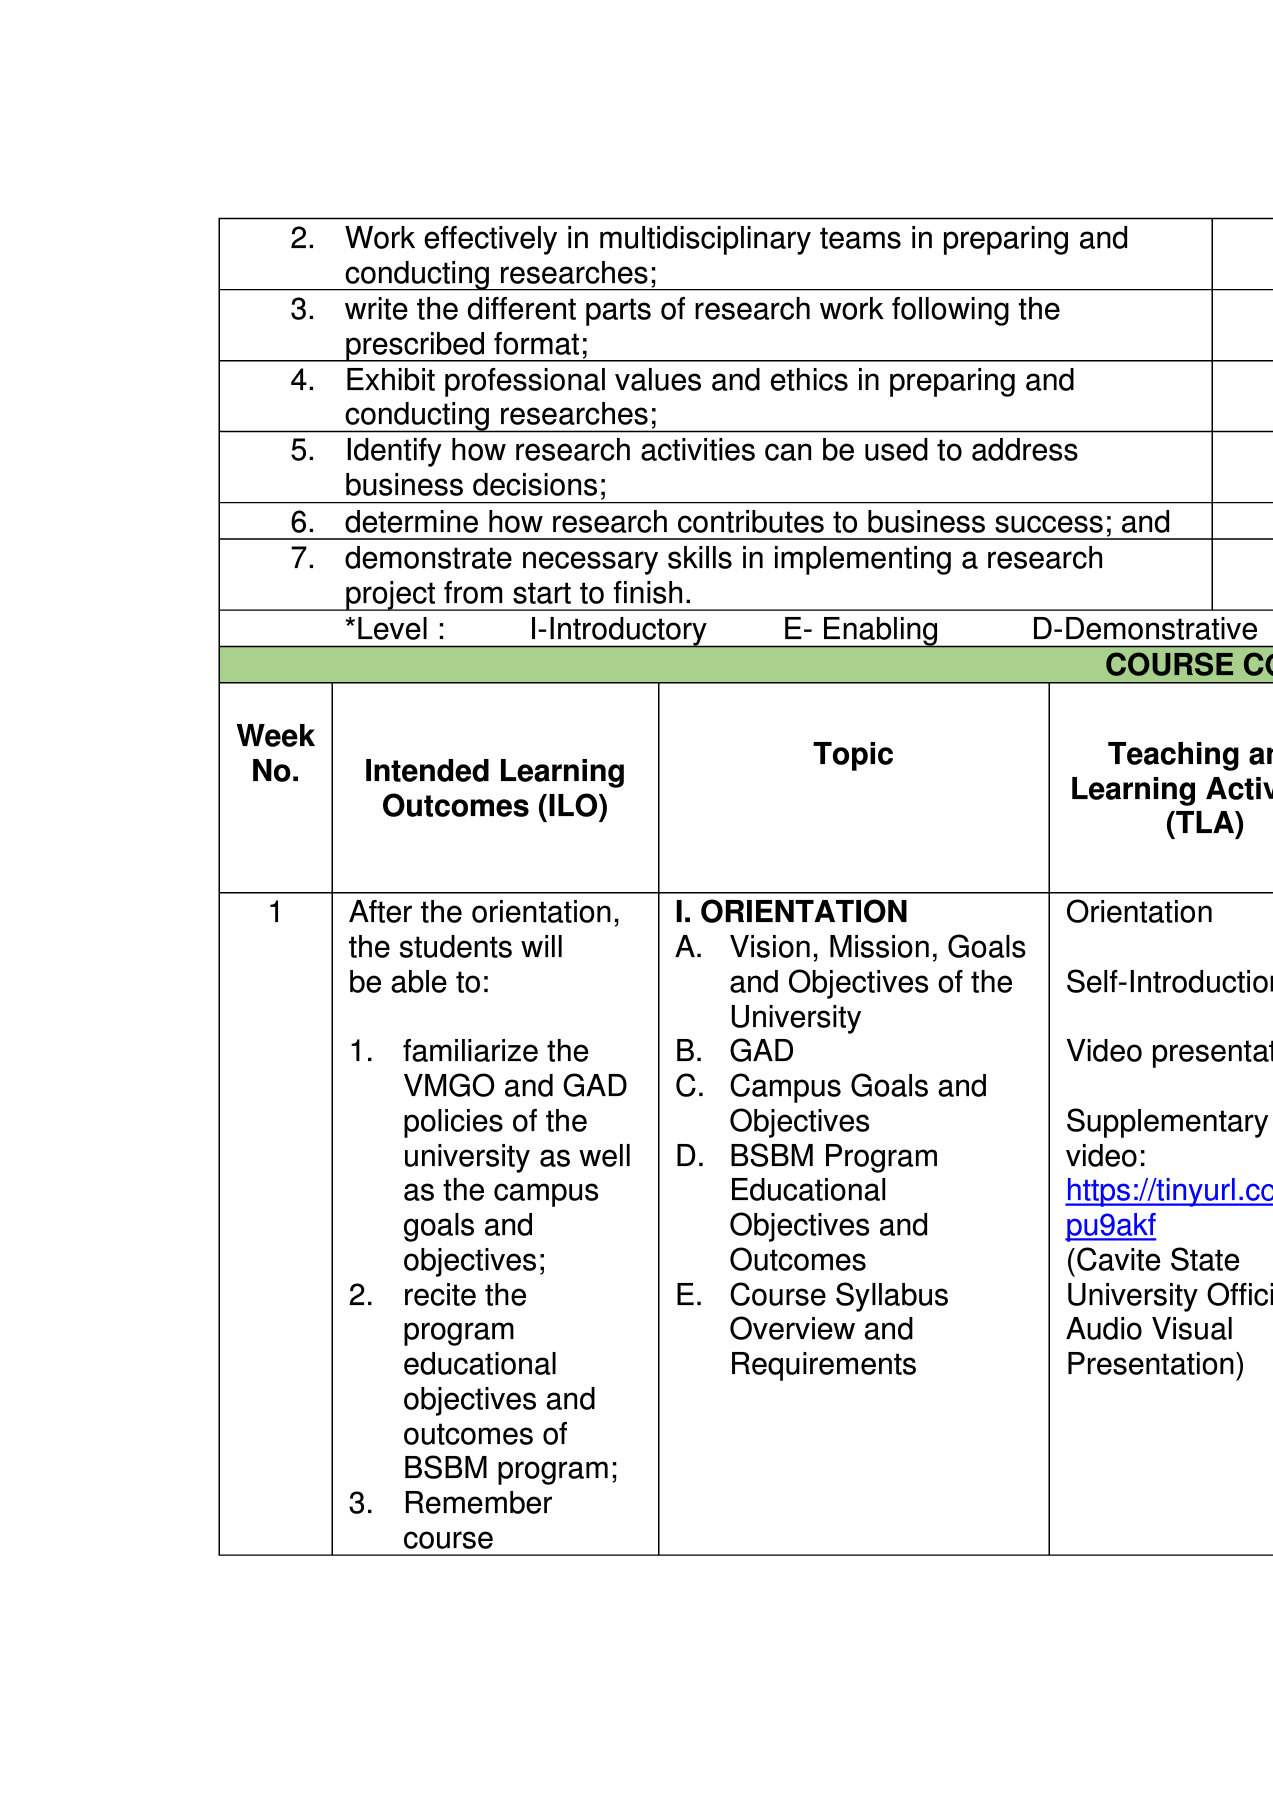 2. Work effectively in multidisciplinary teams in preparing and
conducting researches;
3. write the different parts of research work following the
prescribed format;
4. Exhibit professional values and ethics in preparing and
conducting researches;
5. Identify how research activities can be used to address
business decisions;
6. determine how research contributes to business success; and
7. demonstrate necessary skills in implementing a research
project from start to finish.
*Level : I-Introductory E- Enabling D-Demonstrative
COURSE CO
Week
No.
Intended Learning
Outcomes (ILO)
Topic
Teaching an
Learning Activ
(TLA)
1
After the orientation,
the students will
be able to:
1. familiarize the
VMGO and GAD
policies of the
university as well
as the campus
goals and
objectives;
2. recite the
program
educational
objectives and
outcomes of
BSBM program;
3. Remember
course
I. ORIENTATION
A. Vision, Mission, Goals
and Objectives of the
University
B. GAD
C. Campus Goals and
Objectives
D. BSBM Program
Educational
Objectives and
Outcomes
E. Course Syllabus
Overview and
Requirements
Orientation
Self-Introduction
Video presentat
Supplementary
video:
https://tinyurl.co
pu9akf
(Cavite State
University Offici
Audio Visual
Presentation)